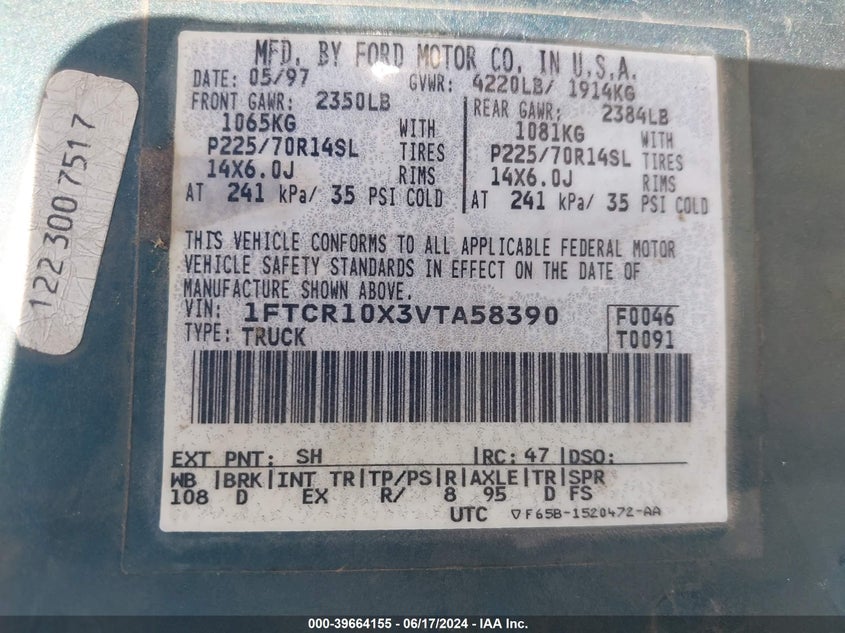 MFD. BY FORD MOTOR CO. IN U.S.A.
DATE: 05/97 GVWR: 4220LB/ 1914KG
FRONT GAWR: 2350LB REAR GAWR: 2384LB
1065KG WITH 1081KG WITH
P225/70R14SL TIRES P225/70R14SL TIRES
14X6.0J RIMS 14X6.0J RIMS
AT 241 kPa/ 35 PSI COLD AT 241 kPa/ 35 PSI COLD
THIS VEHICLE CONFORMS TO ALL APPLICABLE FEDERAL MOTOR
VEHICLE SAFETY STANDARDS IN EFFECT ON THE DATE OF
MANUFACTURE SHOWN ABOVE.
VIN: 1FTCR10X3VTA58390 F0046
TYPE: TRUCK T0091
EXT PNT: SH |RC: 47 |DSO:
WB |BRK|INT TR|TP/PS|R|AXLE|TR|SPR
108 D EX R/ 8 95 D FS
UTC ▽F65B-1520472-AA
122 300 7517
000-39664155 - 06/17/2024 - IAA Inc.